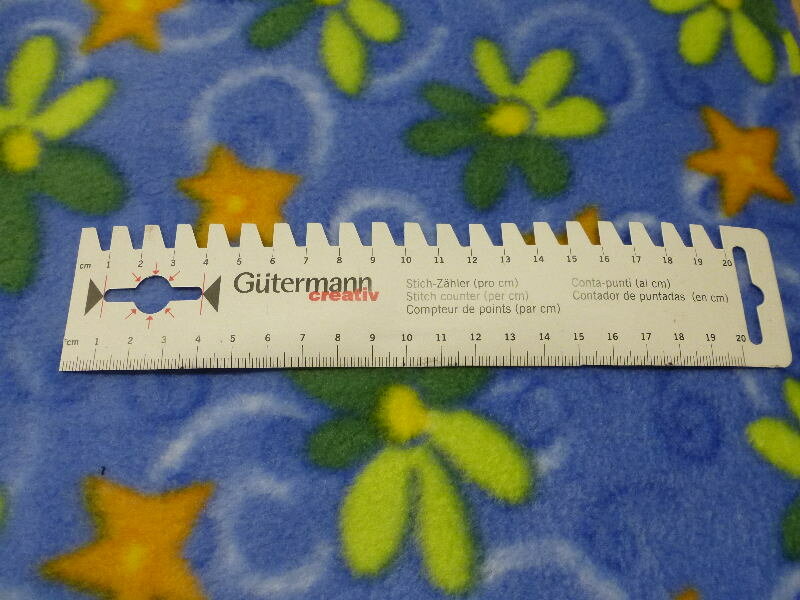 cm 1 2 3 4 5 6 7 8 9 10 11 12 13 14 15 16 17 18 19 20
Gütermann
creativ
Stich-Zähler (pro cm)
Stitch counter (per cm)
Compteur de points (par cm)
Conta-punti (al cm)
Contador de puntadas (en cm)
cm 1 2 3 4 5 6 7 8 9 10 11 12 13 14 15 16 17 18 19 20